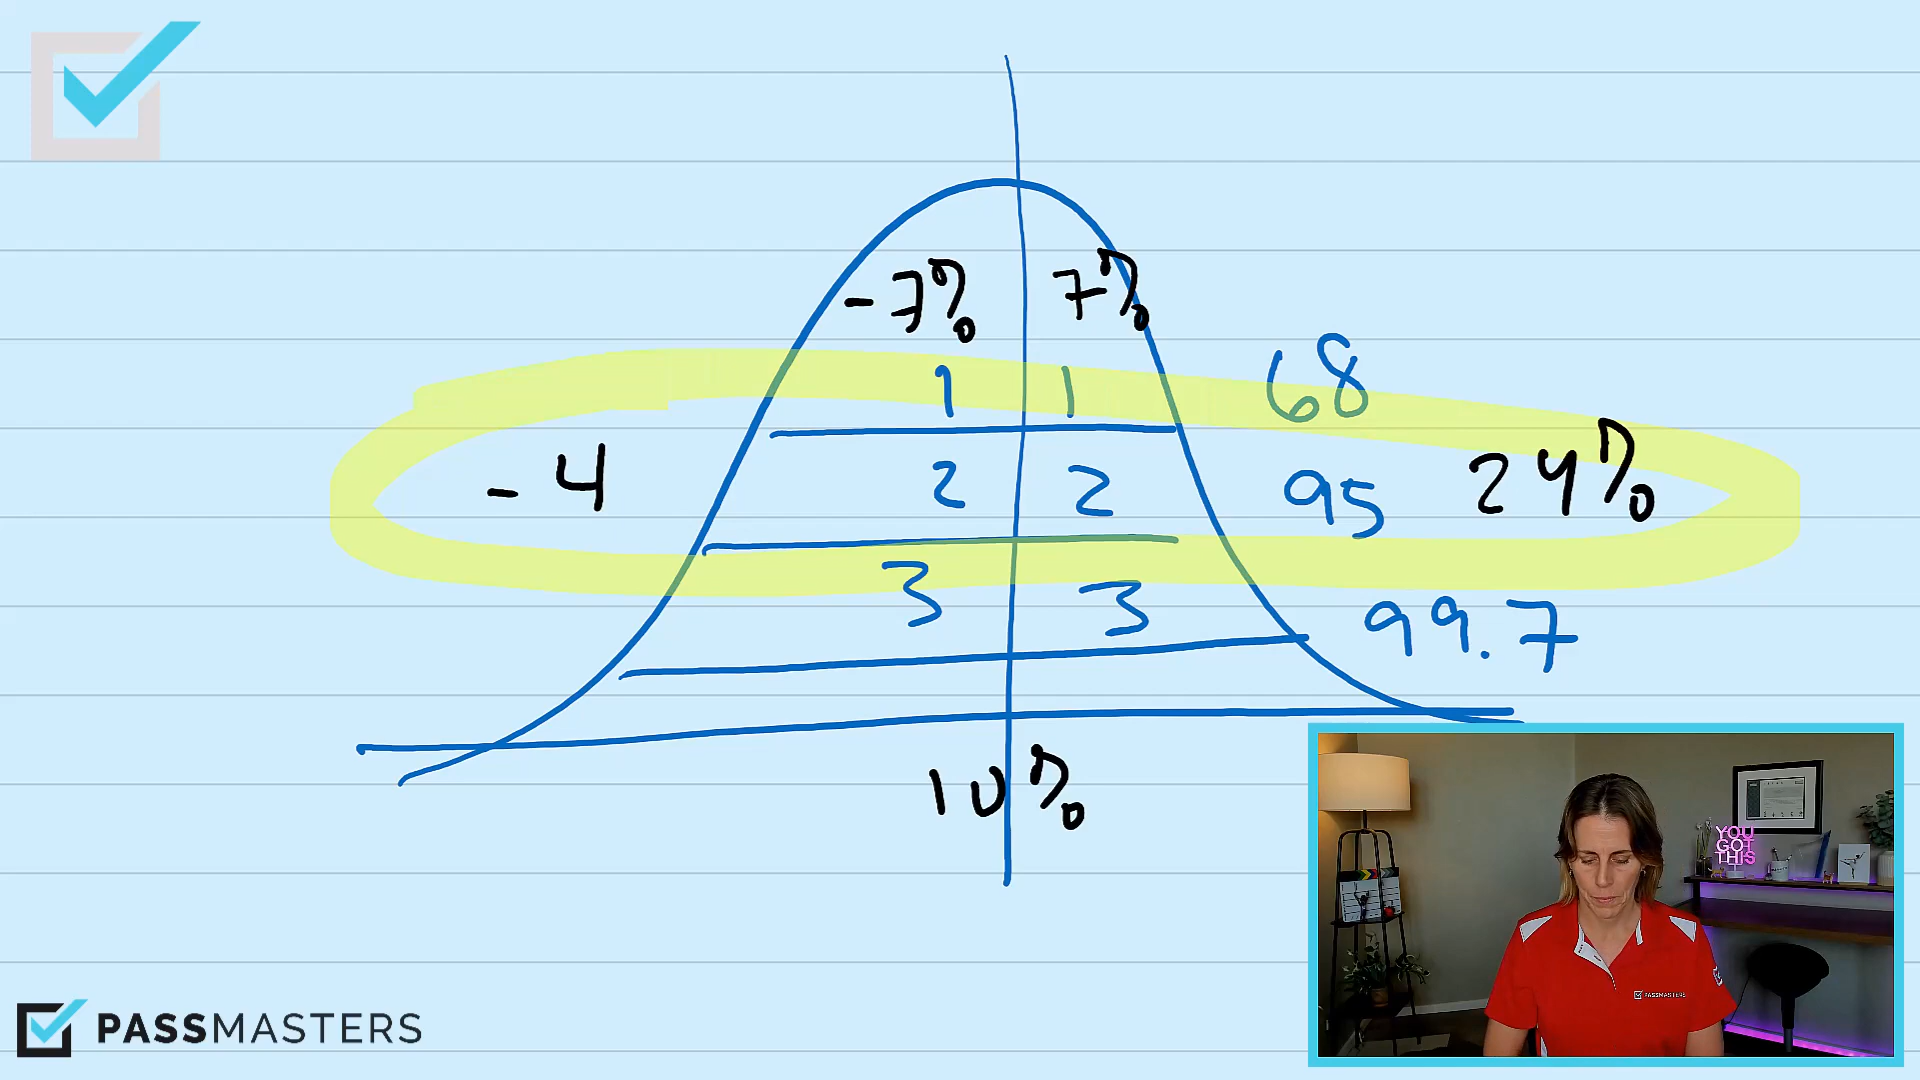 -7% 7%
1 1 68
-4 2 2 95 24%
3 3 99.7
10%
YOU
GOT
THIS
PASSMASTERS
PASSMASTERS